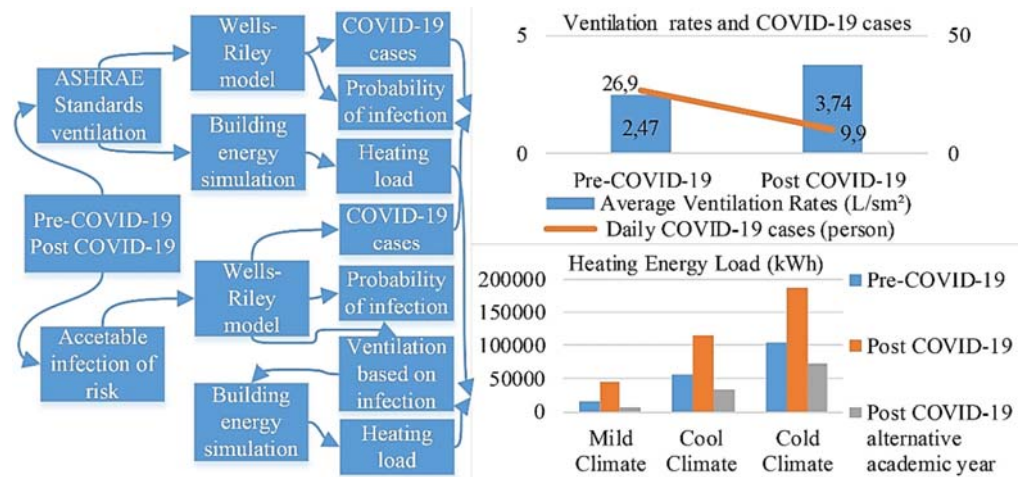 Wells-
Riley
model
COVID-19
cases
ASHRAE
Standards
ventilation
Probability
of infection
Building
energy
simulation
Heating
load
Pre-COVID-19
Post COVID-19
COVID-19
cases
Wells-
Riley
model
Probability
of infection
Accetable
infection of
risk
Ventilation
based on
infection
Building
energy
simulation
Heating
load
Ventilation rates and COVID-19 cases
5
50
26,9
2,47
3,74
9,9
0
0
Pre-COVID-19
Post COVID-19
Average Ventilation Rates (L/sm²)
Daily COVID-19 cases (person)
Heating Energy Load (kWh)
200000
150000
100000
50000
0
Mild
Climate
Cool
Climate
Cold
Climate
Pre-COVID-19
Post COVID-19
Post COVID-19
alternative
academic year